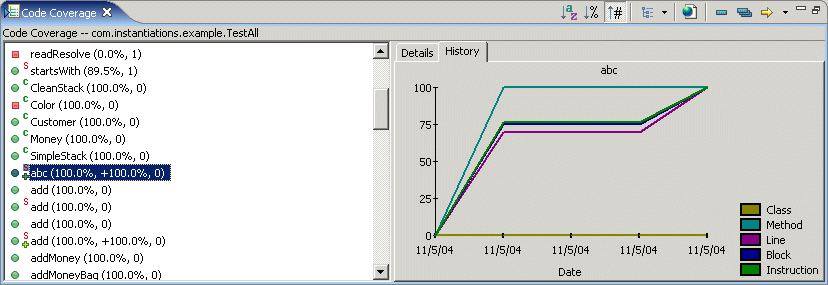 Code Coverage
Code Coverage -- com.instantiations.example.TestAll
readResolve (0.0%, 1)
S startsWith (89.5%, 1)
C CleanStack (100.0%, 0)
C Color (100.0%, 0)
C Customer (100.0%, 0)
C Money (100.0%, 0)
C SimpleStack (100.0%, 0)
S abc (100.0%, +100.0%, 0)
add (100.0%, 0)
S add (100.0%, 0)
add (100.0%, 0)
S add (100.0%, +100.0%, 0)
addMoney (100.0%, 0)
addMoneyBag (100.0%, 0)
Details History
abc
100
75
50
25
0
11/5/04 11/5/04 11/5/04 11/5/04 11/5/04
Date
Class
Method
Line
Block
Instruction